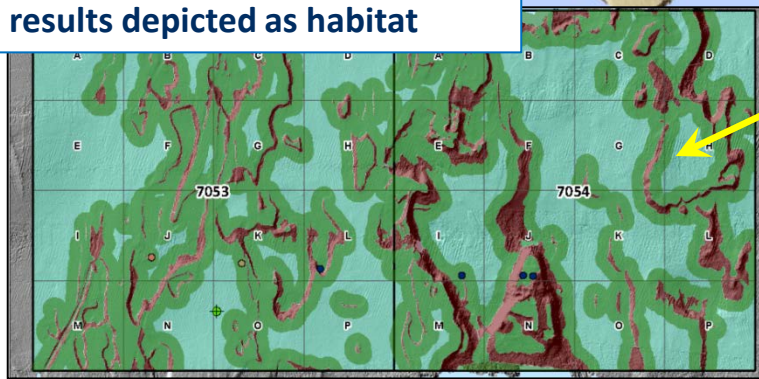 results depicted as habitat
A B C D A B C D
E F G H E F G H
7053 7054
I J K L I J K L
M N O P M N O P